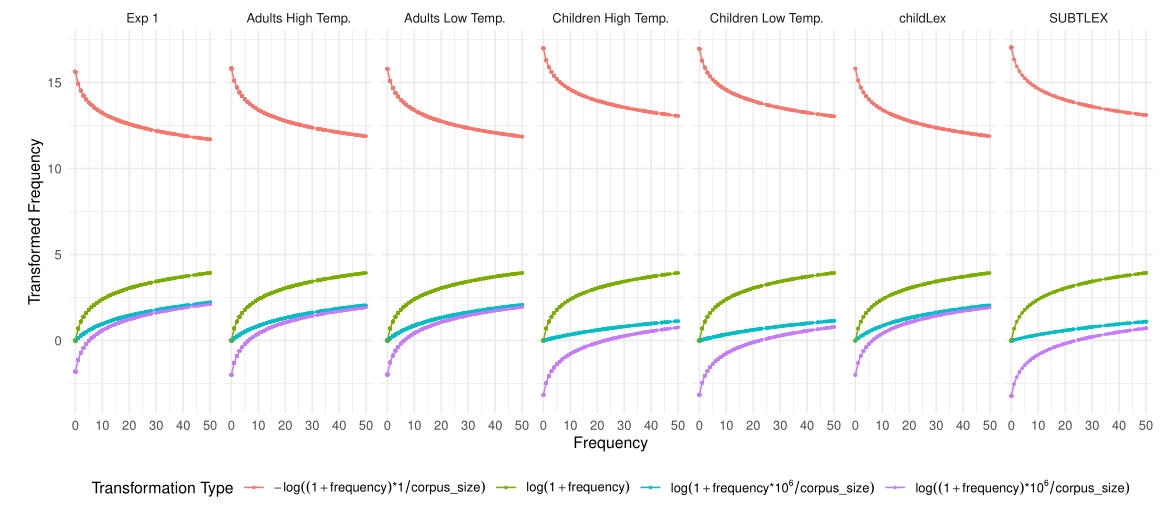 Exp 1 Adults High Temp. Adults Low Temp. Children High Temp. Children Low Temp. childLex SUBTLEX
15
10
5
0
Transformed Frequency
0 10 20 30 40 50 0 10 20 30 40 50 0 10 20 30 40 50 0 10 20 30 40 50 0 10 20 30 40 50 0 10 20 30 40 50 0 10 20 30 40 50
Frequency
Transformation Type −log((1+frequency)*1/corpus_size) log(1+frequency) log(1+frequency*10⁶/corpus_size) log((1+frequency)*10⁶/corpus_size)